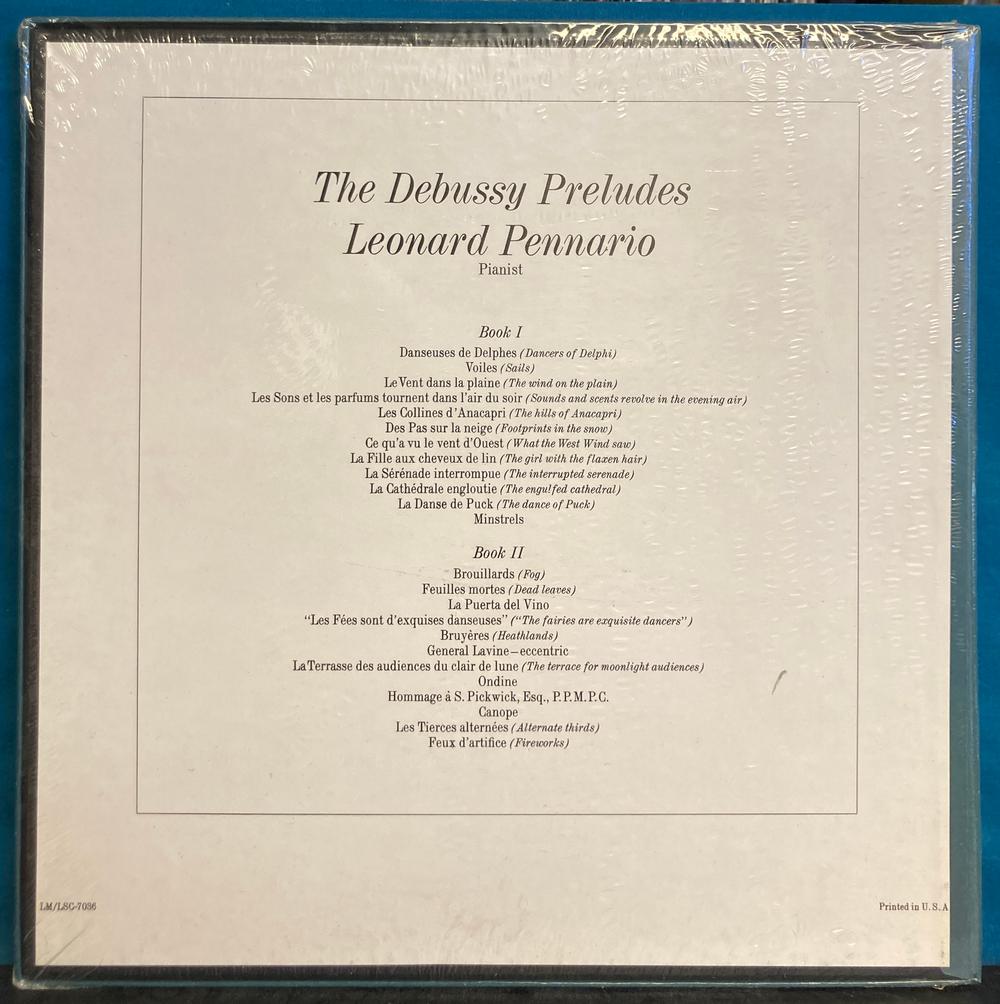 The Debussy Preludes
Leonard Pennario
Pianist
Book I
Danseuses de Delphes (Dancers of Delphi)
Voiles (Sails)
Le Vent dans la plaine (The wind on the plain)
Les Sons et les parfums tournent dans l'air du soir (Sounds and scents revolve in the evening air)
Les Collines d'Anacapri (The hills of Anacapri)
Des Pas sur la neige (Footprints in the snow)
Ce qu'a vu le vent d'Ouest (What the West Wind saw)
La Fille aux cheveux de lin (The girl with the flaxen hair)
La Sérénade interrompue (The interrupted serenade)
La Cathédrale engloutie (The engulfed cathedral)
La Danse de Puck (The dance of Puck)
Minstrels
Book II
Brouillards (Fog)
Feuilles mortes (Dead leaves)
La Puerta del Vino
"Les Fées sont d'exquises danseuses" ("The fairies are exquisite dancers")
Bruyères (Heathlands)
General Lavine–eccentric
La Terrasse des audiences du clair de lune (The terrace for moonlight audiences)
Ondine
Hommage à S. Pickwick, Esq., P.P.M.P.C.
Canope
Les Tierces alternées (Alternate thirds)
Feux d'artifice (Fireworks)
LM/LSC-7036
Printed in U.S.A